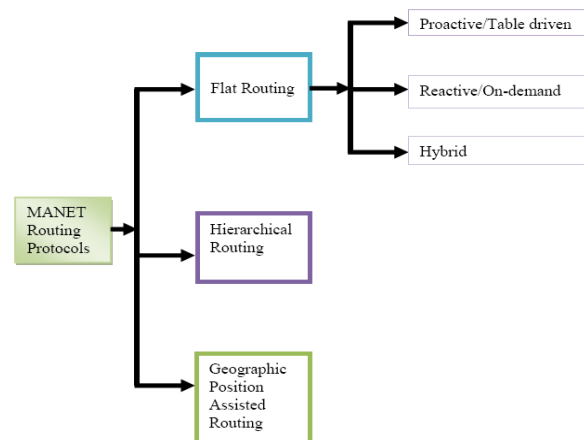 MANET
Routing
Protocols
Flat Routing
Proactive/Table driven
Reactive/On-demand
Hybrid
Hierarchical
Routing
Geographic
Position
Assisted
Routing